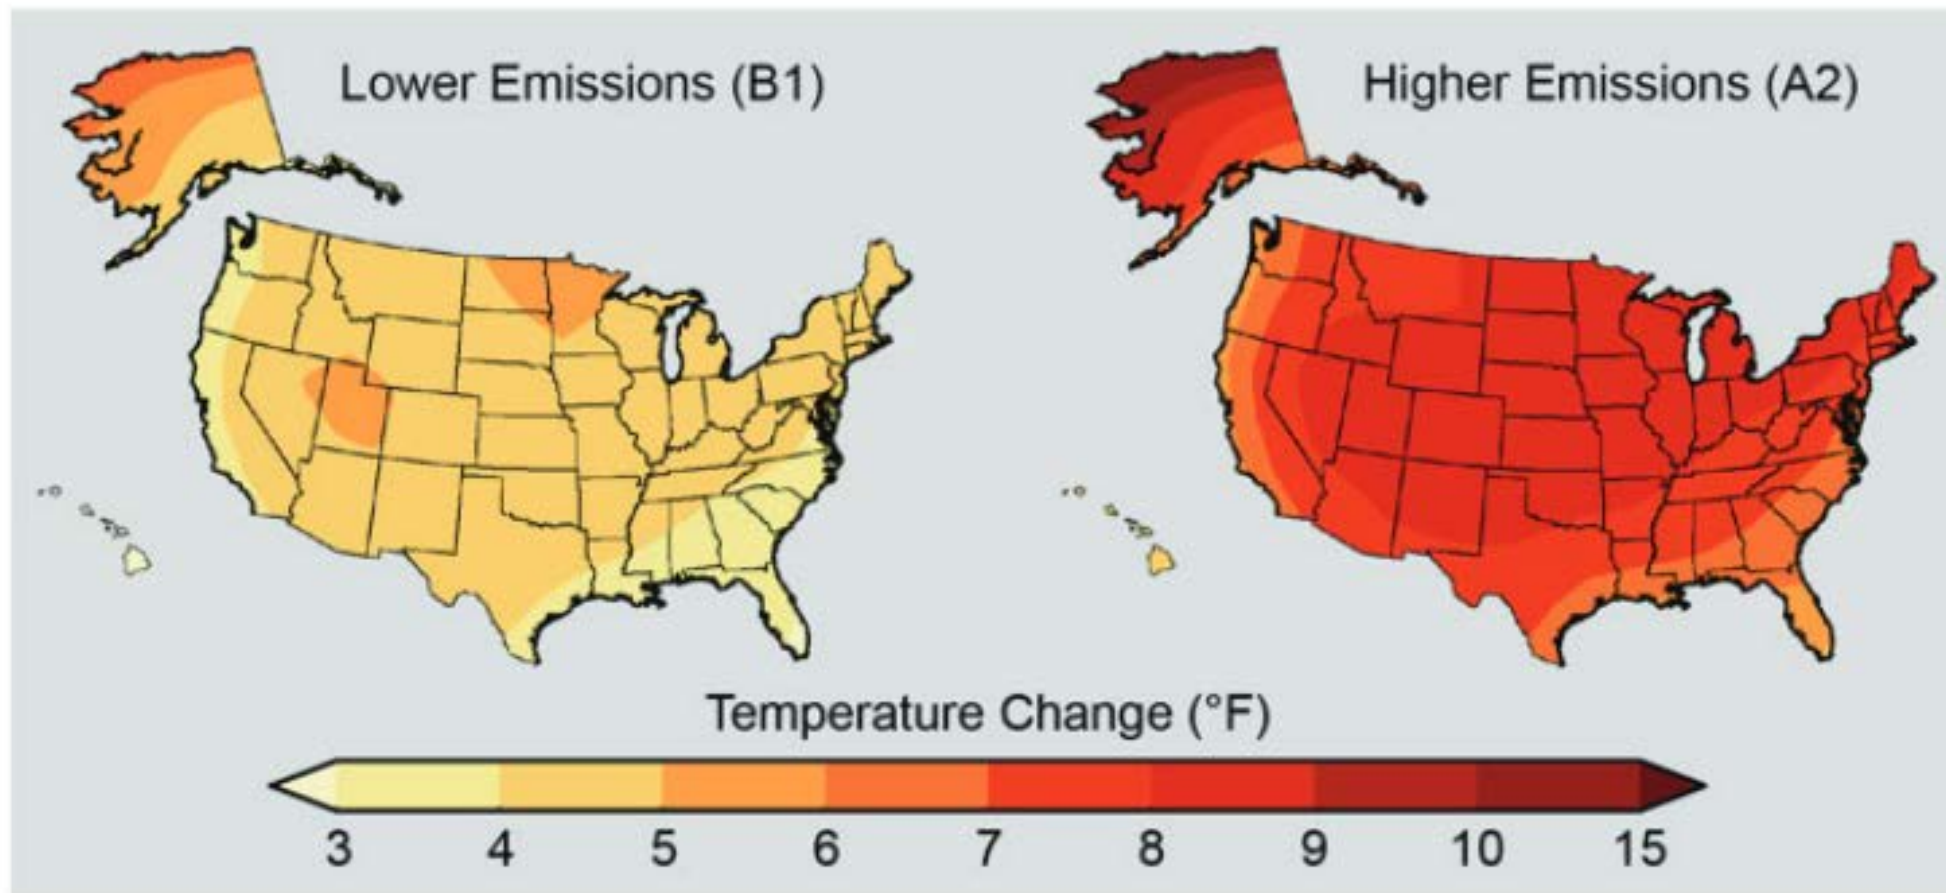 Lower Emissions (B1)
Higher Emissions (A2)
Temperature Change (°F)
3 4 5 6 7 8 9 10 15